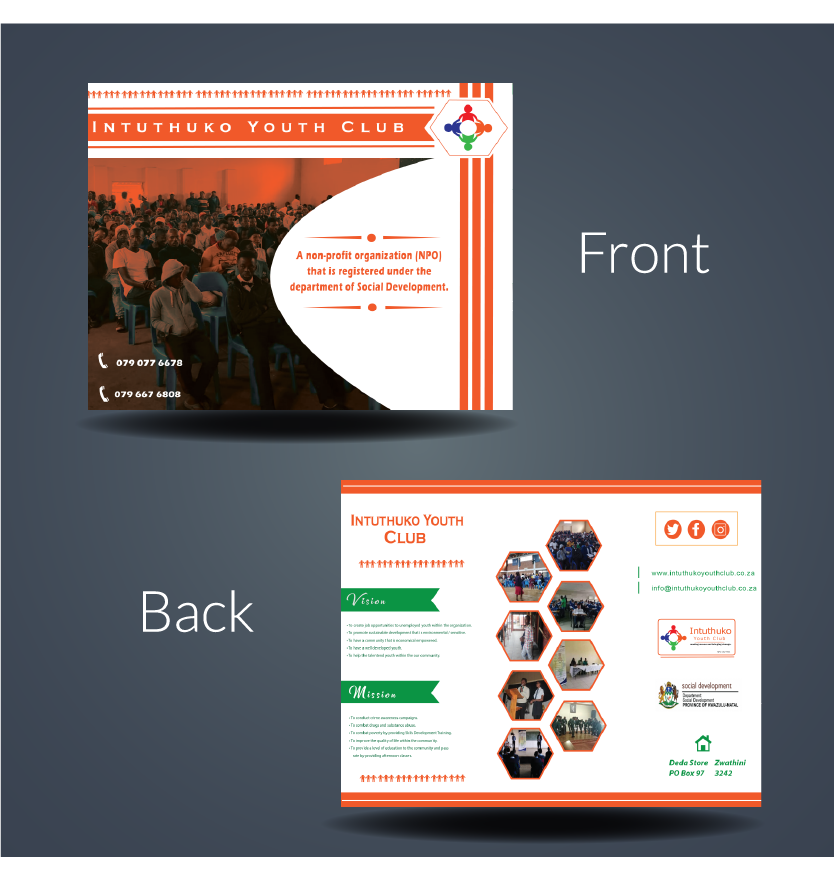 INTUTHUKO YOUTH CLUB
A non-profit organization (NPO)
that is registered under the
department of Social Development.
079 077 6678
079 667 6808
Front
Back
INTUTHUKO YOUTH
CLUB
Vision
•To create job opportunities to unemployed youth within the organization.
•To promote sustainable development that is environmental sensitive
•To have a community that is economical empowered.
•To have a well developed youth.
•To help the talented youth within the our community.
Mission
•To combat crime awareness campaigns.
•To combat drugs and substance abuse.
•To combat poverty by providing Skills Development Training.
•To improve the quality of life within the community.
•To provide a level of education to the community and pass
rate by providing afternoon classes.
www.intuthukoyouthclub.co.za
info@intuthukoyouthclub.co.za
Intuthuko
Youth Club
social development
Department:
Social Development
PROVINCE OF KWAZULU-NATAL
Deda Store Zwathini
PO Box 97 3242